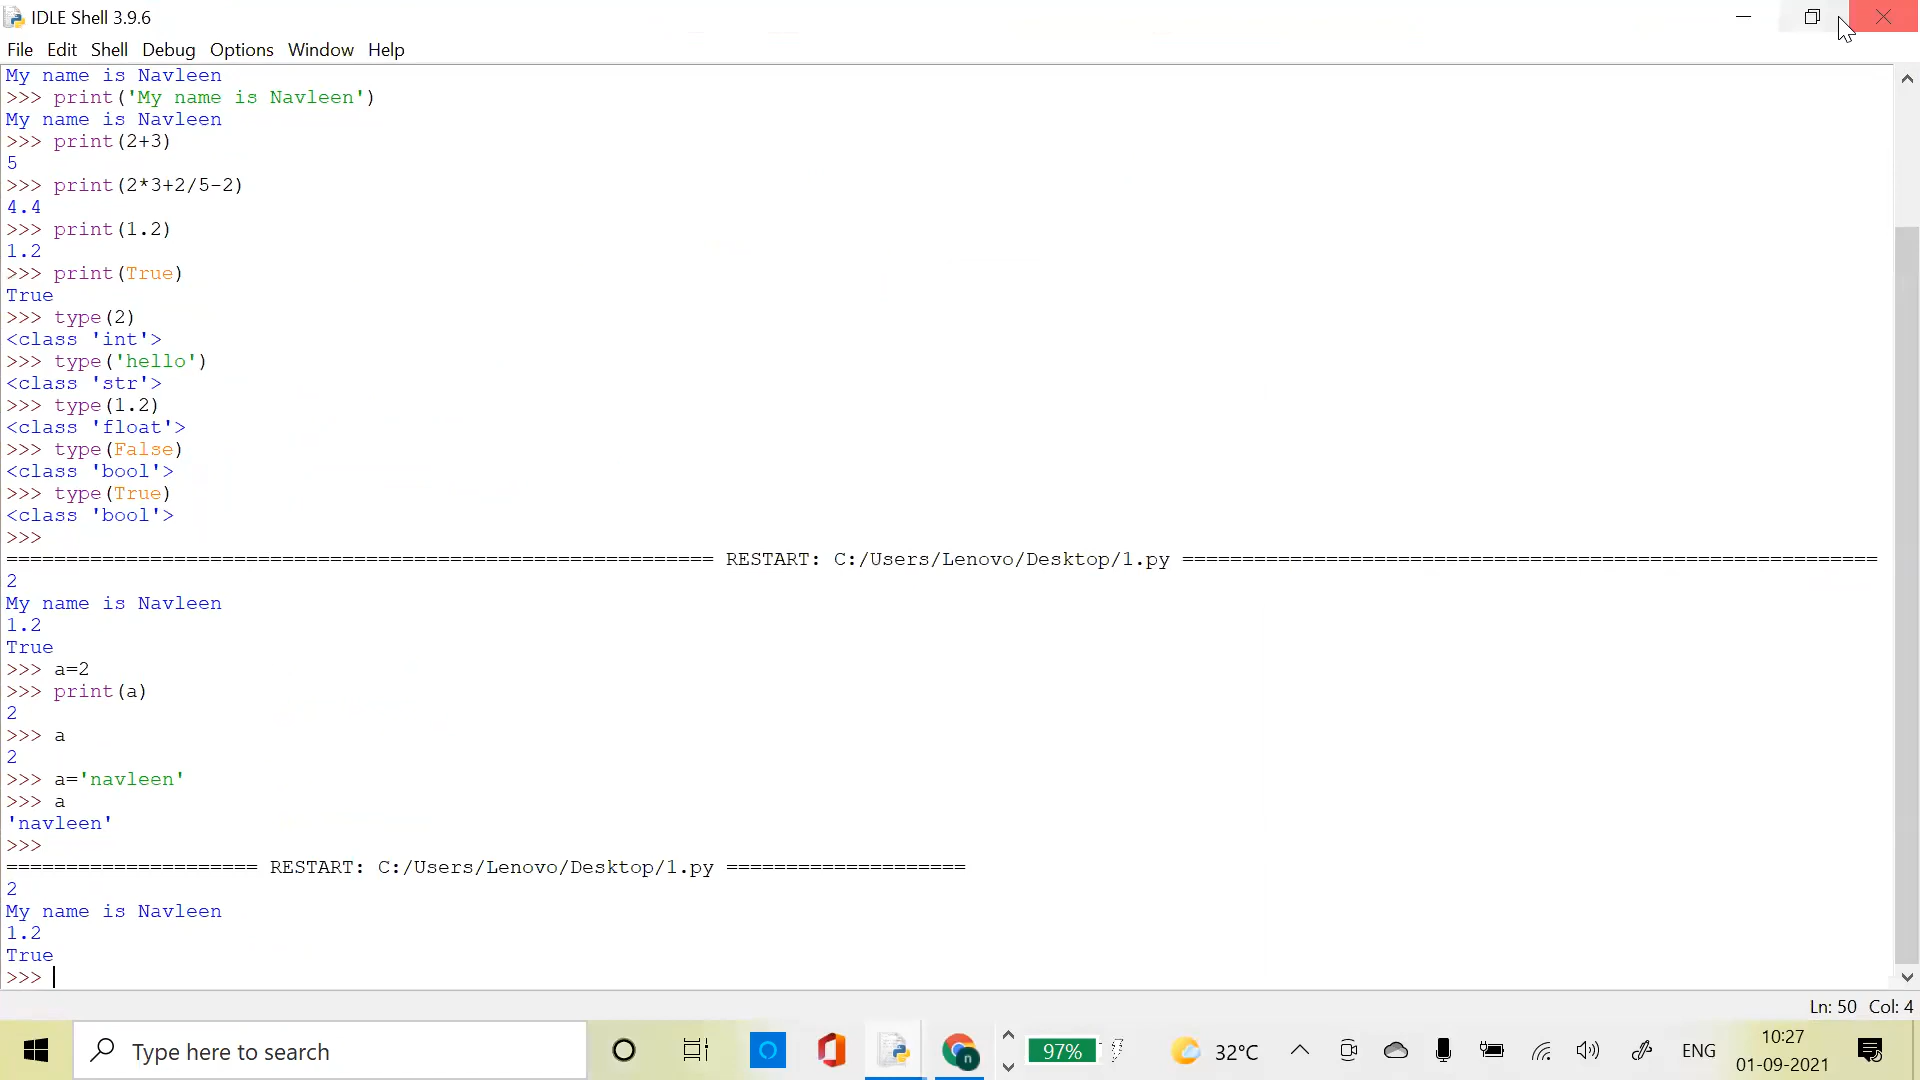 IDLE Shell 3.9.6
File Edit Shell Debug Options Window Help
My name is Navleen
>>> print('My name is Navleen')
My name is Navleen
>>> print(2+3)
5
>>> print(2*3+2/5-2)
4.4
>>> print(1.2)
1.2
>>> print(True)
True
>>> type(2)
<class 'int'>
>>> type('hello')
<class 'str'>
>>> type(1.2)
<class 'float'>
>>> type(False)
<class 'bool'>
>>> type(True)
<class 'bool'>
>>>
=========================================================== RESTART: C:/Users/Lenovo/Desktop/1.py ==========================================================
2
My name is Navleen
1.2
True
>>> a=2
>>> print(a)
2
>>> a
2
>>> a='navleen'
>>> a
'navleen'
>>>
===================== RESTART: C:/Users/Lenovo/Desktop/1.py ====================
2
My name is Navleen
1.2
True
>>>
Ln: 50 Col: 4
Type here to search
n
97%
32°C
ENG
10:27
01-09-2021